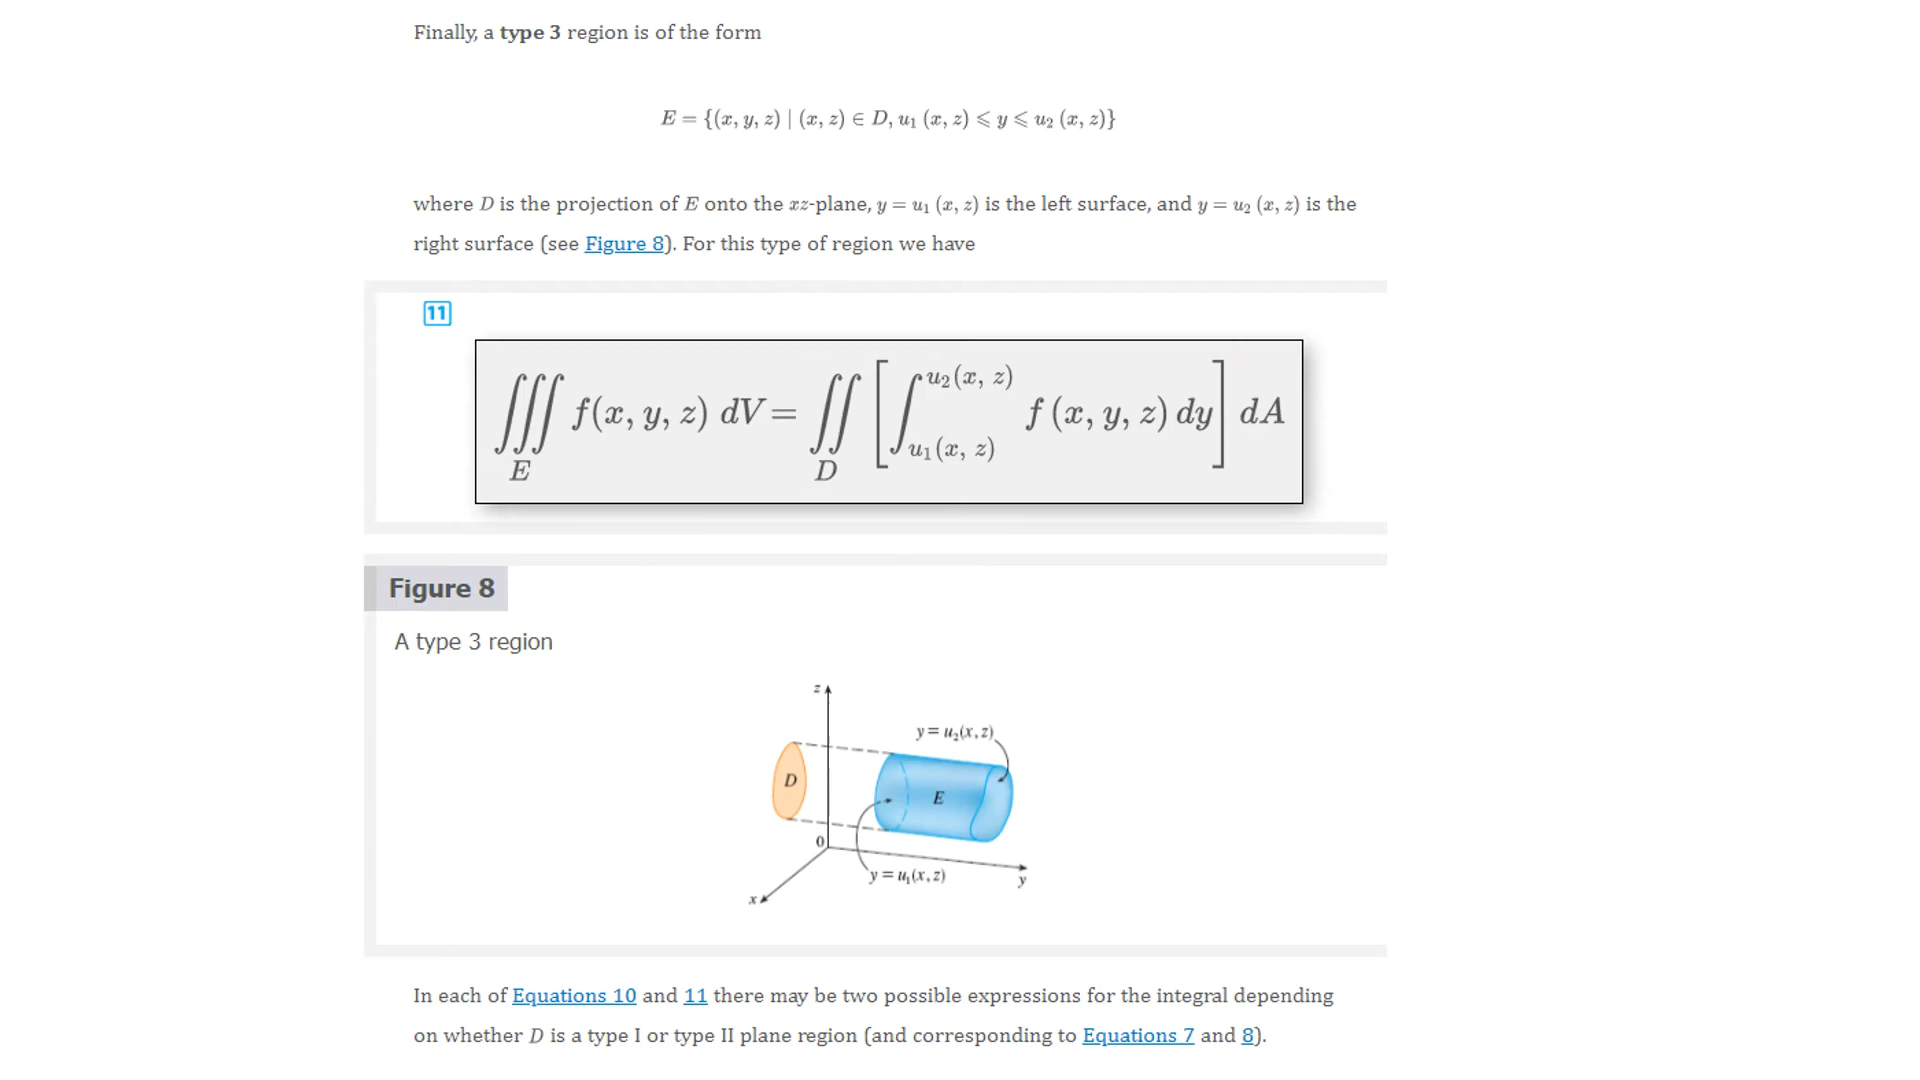 Finally, a type 3 region is of the form
E = {(x, y, z) | (x, z) ∈ D, u₁ (x, z) ⩽ y ⩽ u₂ (x, z)}
where D is the projection of E onto the xz-plane, y = u₁ (x, z) is the left surface, and y = u₂ (x, z) is the
right surface (see Figure 8). For this type of region we have
11
∭_E f(x, y, z) dV = ∬_D [∫_{u₁(x, z)}^{u₂(x, z)} f (x, y, z) dy] dA
Figure 8
A type 3 region
z
y = u₂(x, z)
D
E
0
y = u₁(x, z)
y
x
In each of Equations 10 and 11 there may be two possible expressions for the integral depending
on whether D is a type I or type II plane region (and corresponding to Equations 7 and 8).